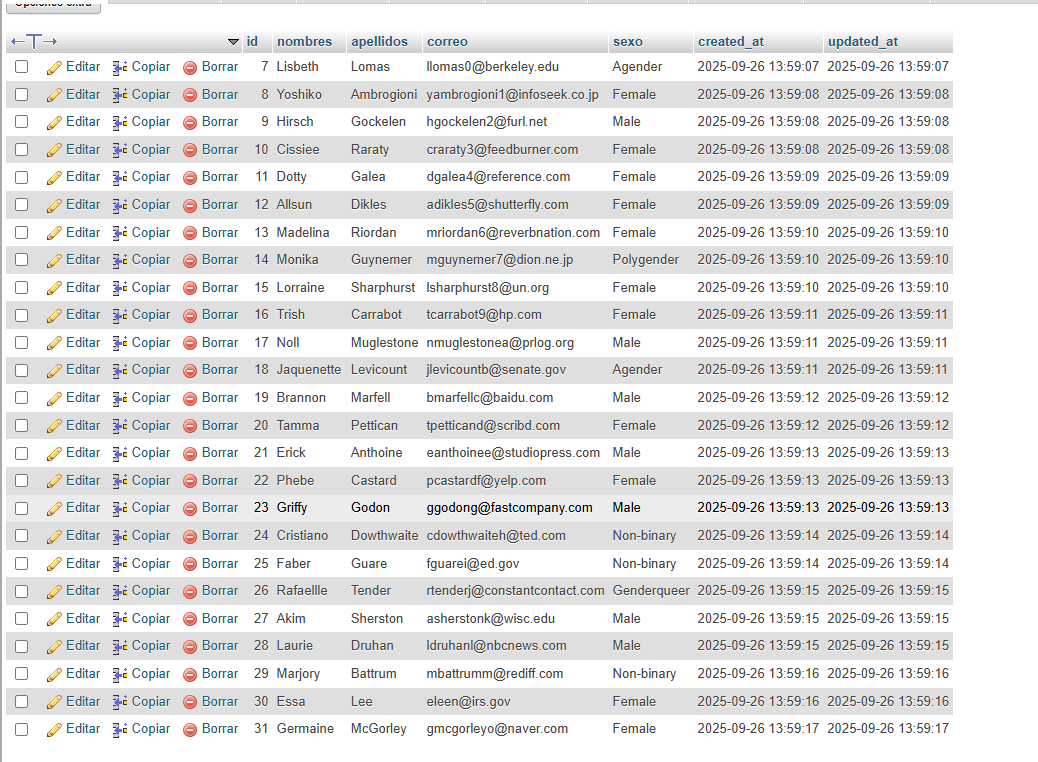 Opciones extra
←T→ id nombres apellidos correo sexo created_at updated_at
Editar Copiar Borrar 7 Lisbeth Lomas llomas0@berkeley.edu Agender 2025-09-26 13:59:07 2025-09-26 13:59:07
Editar Copiar Borrar 8 Yoshiko Ambrogioni yambrogioni1@infoseek.co.jp Female 2025-09-26 13:59:08 2025-09-26 13:59:08
Editar Copiar Borrar 9 Hirsch Gockelen hgockelen2@furl.net Male 2025-09-26 13:59:08 2025-09-26 13:59:08
Editar Copiar Borrar 10 Cissiee Raraty craraty3@feedburner.com Female 2025-09-26 13:59:08 2025-09-26 13:59:08
Editar Copiar Borrar 11 Dotty Galea dgalea4@reference.com Female 2025-09-26 13:59:09 2025-09-26 13:59:09
Editar Copiar Borrar 12 Allsun Dikles adikles5@shutterfly.com Female 2025-09-26 13:59:09 2025-09-26 13:59:09
Editar Copiar Borrar 13 Madelina Riordan mriordan6@reverbnation.com Female 2025-09-26 13:59:10 2025-09-26 13:59:10
Editar Copiar Borrar 14 Monika Guynemer mguynemer7@dion.ne.jp Polygender 2025-09-26 13:59:10 2025-09-26 13:59:10
Editar Copiar Borrar 15 Lorraine Sharphurst lsharphurst8@un.org Female 2025-09-26 13:59:10 2025-09-26 13:59:10
Editar Copiar Borrar 16 Trish Carrabot tcarrabot9@hp.com Female 2025-09-26 13:59:11 2025-09-26 13:59:11
Editar Copiar Borrar 17 Noll Muglestone nmuglestonea@prlog.org Male 2025-09-26 13:59:11 2025-09-26 13:59:11
Editar Copiar Borrar 18 Jaquenette Levicount jlevicountb@senate.gov Agender 2025-09-26 13:59:11 2025-09-26 13:59:11
Editar Copiar Borrar 19 Brannon Marfell bmarfellc@baidu.com Male 2025-09-26 13:59:12 2025-09-26 13:59:12
Editar Copiar Borrar 20 Tamma Pettican tpetticand@scribd.com Female 2025-09-26 13:59:12 2025-09-26 13:59:12
Editar Copiar Borrar 21 Erick Anthoine eanthoinee@studiopress.com Male 2025-09-26 13:59:13 2025-09-26 13:59:13
Editar Copiar Borrar 22 Phebe Castard pcastardf@yelp.com Female 2025-09-26 13:59:13 2025-09-26 13:59:13
Editar Copiar Borrar 23 Griffy Godon ggodong@fastcompany.com Male 2025-09-26 13:59:13 2025-09-26 13:59:13
Editar Copiar Borrar 24 Cristiano Dowthwaite cdowthwaiteh@ted.com Non-binary 2025-09-26 13:59:14 2025-09-26 13:59:14
Editar Copiar Borrar 25 Faber Guare fguarei@ed.gov Non-binary 2025-09-26 13:59:14 2025-09-26 13:59:14
Editar Copiar Borrar 26 Rafaellle Tender rtenderj@constantcontact.com Genderqueer 2025-09-26 13:59:15 2025-09-26 13:59:15
Editar Copiar Borrar 27 Akim Sherston asherstonk@wisc.edu Male 2025-09-26 13:59:15 2025-09-26 13:59:15
Editar Copiar Borrar 28 Laurie Druhan ldruhanl@nbcnews.com Male 2025-09-26 13:59:15 2025-09-26 13:59:15
Editar Copiar Borrar 29 Marjory Battrum mbattrumm@rediff.com Non-binary 2025-09-26 13:59:16 2025-09-26 13:59:16
Editar Copiar Borrar 30 Essa Lee eleen@irs.gov Female 2025-09-26 13:59:16 2025-09-26 13:59:16
Editar Copiar Borrar 31 Germaine McGorley gmcgorleyo@naver.com Female 2025-09-26 13:59:17 2025-09-26 13:59:17